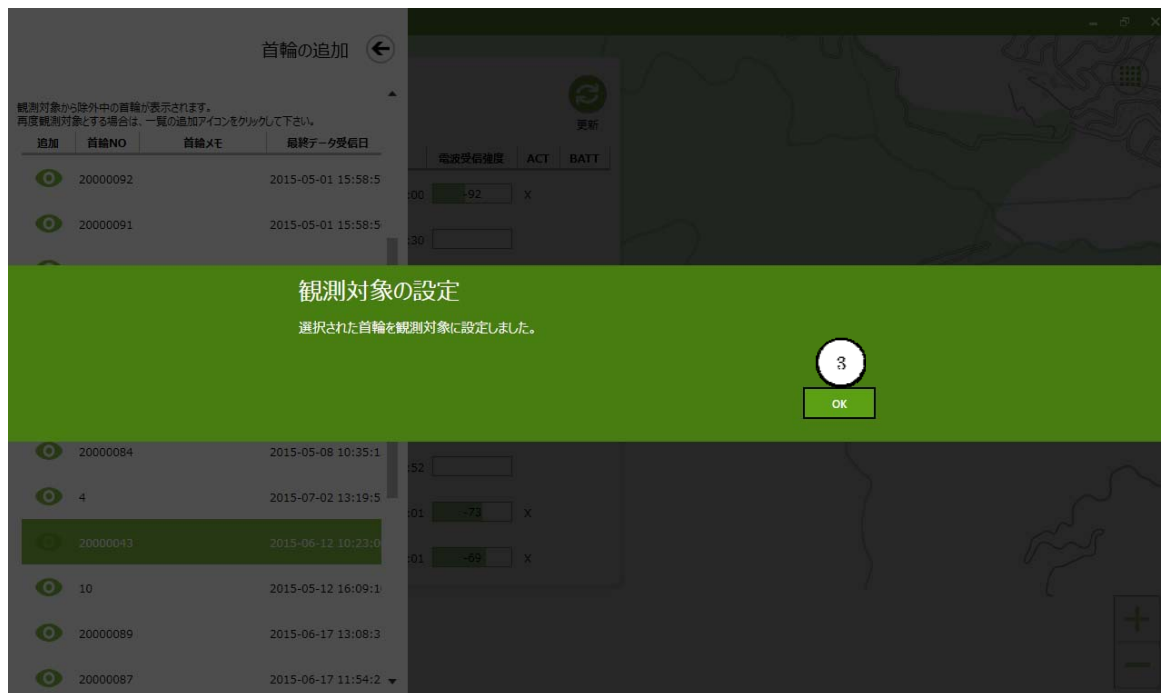 首輪の追加
観測対象から除外中の首輪が表示されます。
再度観測対象とする場合は、一覧の追加アイコンをクリックして下さい。
更新
追加 首輪NO 首輪メモ 最終データ受信日
電波受信強度 ACT BATT
20000092 2015-05-01 15:58:5
:00 -92 X
20000091 2015-05-01 15:58:5
:30
観測対象の設定
選択された首輪を観測対象に設定しました。
3
OK
20000084 2015-05-08 10:35:1
:52
4 2015-07-02 13:19:5
:01 -73 X
20000043 2015-06-12 10:23:0
:01 -69 X
10 2015-05-12 16:09:1
20000089 2015-06-17 13:08:3
20000087 2015-06-17 11:54:2